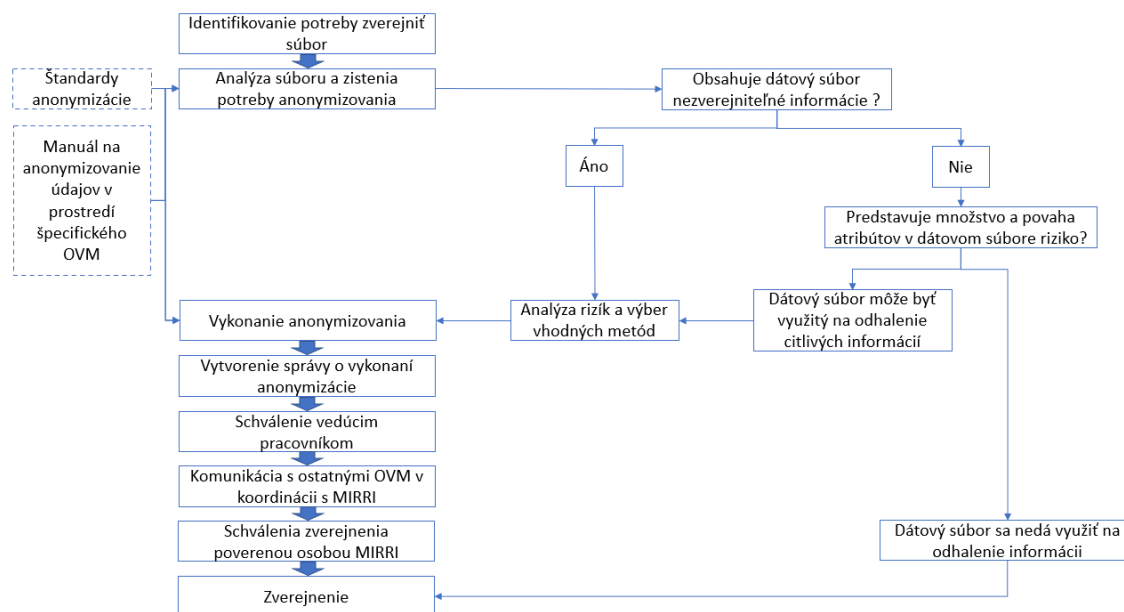 Identifikovanie potreby zverejniť
súbor
Štandardy
anonymizácie
Analýza súboru a zistenia
potreby anonymizovania
Obsahuje dátový súbor
nezverejniteľné informácie ?
Manuál na
anonymizovanie
údajov v
prostredí
špecifického
OVM
Áno
Nie
Predstavuje množstvo a povaha
atribútov v dátovom súbore riziko?
Vykonanie anonymizovania
Analýza rizík a výber
vhodných metód
Dátový súbor môže byť
využitý na odhalenie
citlivých informácií
Vytvorenie správy o vykonaní
anonymizácie
Schválenie vedúcim
pracovníkom
Komunikácia s ostatnými OVM v
koordinácii s MIRRI
Schválenia zverejnenia
poverenou osobou MIRRI
Dátový súbor sa nedá využiť na
odhalenie informácii
Zverejnenie